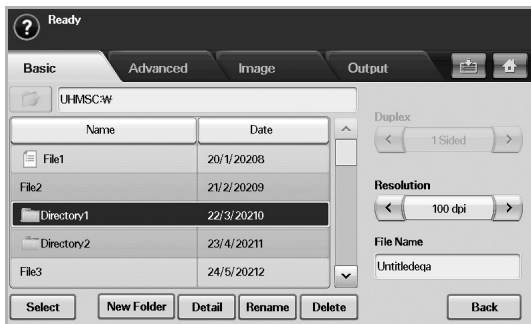 Ready
Basic
Advanced
Image
Output
UHMSC:₩
Name
Date
File1
20/1/20208
File2
21/2/20209
Directory1
22/3/20210
Directory2
23/4/20211
File3
24/5/20212
Duplex
1 Sided
Resolution
100 dpi
File Name
Untitledeqa
Select
New Folder
Detail
Rename
Delete
Back